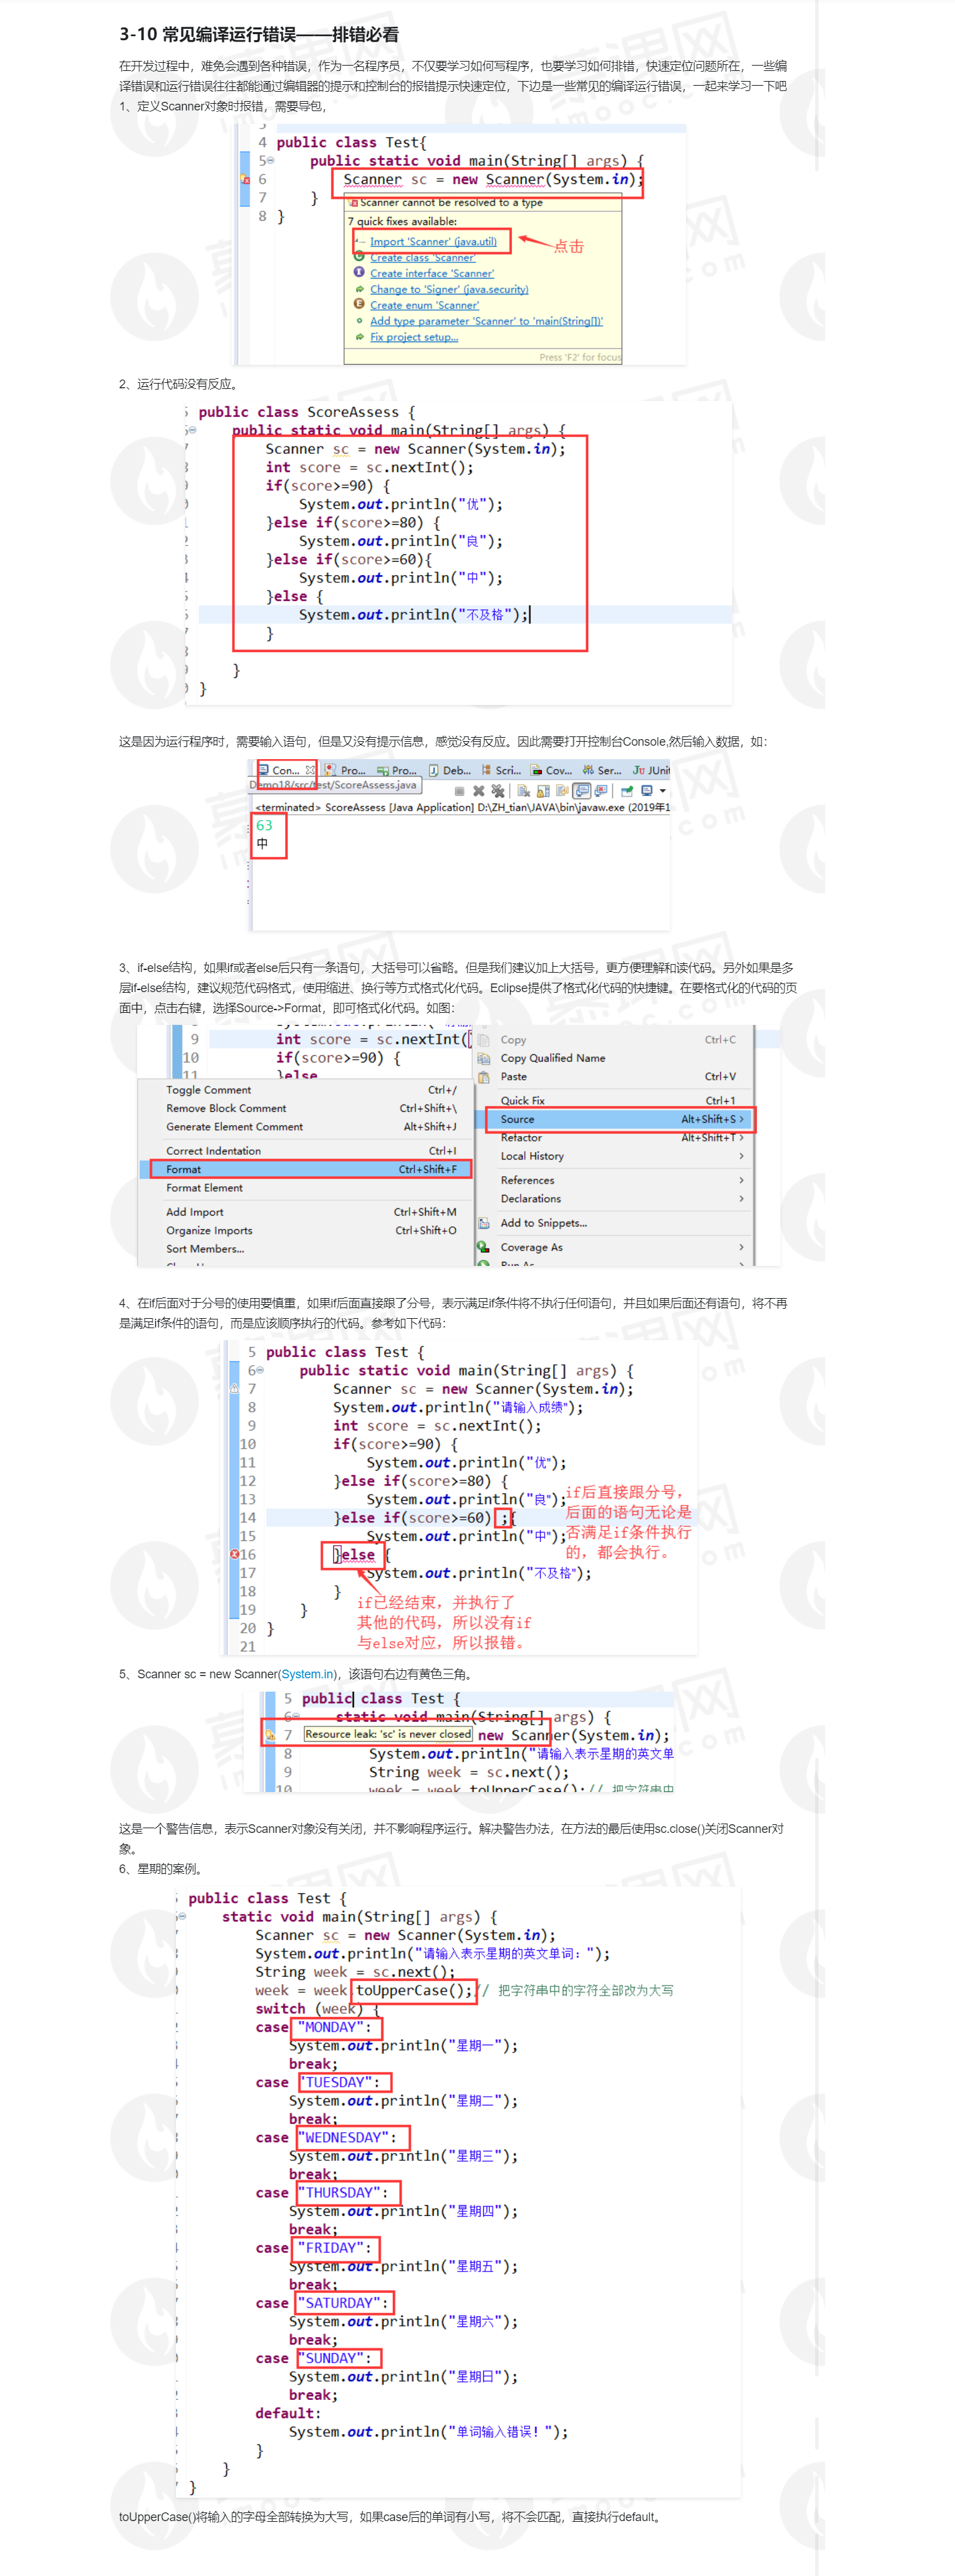 3-10 常见编译运行错误——排错必看
在开发过程中，难免会遇到各种错误，作为一名程序员，不仅要学习如何写程序，也要学习如何排错，快速定位问题所在，一些编
译错误和运行错误往往都能通过编辑器的提示和控制台的报错提示快速定位，下边是一些常见的编译运行错误，一起来学习一下吧
1、定义Scanner对象时报错，需要导包，
4 public class Test{
5 public static void main(String[] args) {
6 Scanner sc = new Scanner(System.in);
7 }
8 }
Scanner cannot be resolved to a type
7 quick fixes available:
Import 'Scanner' (java.util)
点击
Create class 'Scanner'
Create interface 'Scanner'
Change to 'Signer' (java.security)
Create enum 'Scanner'
Add type parameter 'Scanner' to 'main(String[])'
Fix project setup...
Press 'F2' for focus
2、运行代码没有反应。
public class ScoreAssess {
public static void main(String[] args) {
Scanner sc = new Scanner(System.in);
int score = sc.nextInt();
if(score>=90) {
System.out.println("优");
}else if(score>=80) {
System.out.println("良");
}else if(score>=60){
System.out.println("中");
}else {
System.out.println("不及格");
}
}
}
这是因为运行程序时，需要输入语句，但是又没有提示信息，感觉没有反应。因此需要打开控制台Console,然后输入数据，如：
Con... Pro... Pro... Deb... Scri... Cov... Ser... JUnit
Demo18/src/test/ScoreAssess.java
<terminated> ScoreAssess [Java Application] D:\ZH_tian\JAVA\bin\javaw.exe (2019年1
63
中
3、if-else结构，如果if或者else后只有一条语句，大括号可以省略。但是我们建议加上大括号，更方便理解和读代码。另外如果是多
层if-else结构，建议规范代码格式，使用缩进、换行等方式格式化代码。Eclipse提供了格式化代码的快捷键。在要格式化的代码的页
面中，点击右键，选择Source->Format，即可格式化代码。如图：
9 int score = sc.nextInt(
10 if(score>=90) {
11 }else
Copy Ctrl+C
Copy Qualified Name
Paste Ctrl+V
Quick Fix Ctrl+1
Source Alt+Shift+S >
Refactor Alt+Shift+T >
Local History >
References >
Declarations >
Add to Snippets...
Coverage As >
Run As >
Toggle Comment Ctrl+/
Remove Block Comment Ctrl+Shift+\
Generate Element Comment Alt+Shift+J
Correct Indentation Ctrl+I
Format Ctrl+Shift+F
Format Element
Add Import Ctrl+Shift+M
Organize Imports Ctrl+Shift+O
Sort Members...
4、在if后面对于分号的使用要慎重，如果if后面直接跟了分号，表示满足if条件将不执行任何语句，并且如果后面还有语句，将不再
是满足if条件的语句，而是应该顺序执行的代码。参考如下代码：
5 public class Test {
6 public static void main(String[] args) {
7 Scanner sc = new Scanner(System.in);
8 System.out.println("请输入成绩");
9 int score = sc.nextInt();
10 if(score>=90) {
11 System.out.println("优");
12 }else if(score>=80) {
13 System.out.println("良");
14 }else if(score>=60) ;{
15 System.out.println("中");
16 }else {
17 System.out.println("不及格");
18 }
19 }
20 }
21
if后直接跟分号，
后面的语句无论是
否满足if条件执行
的，都会执行。
if已经结束，并执行了
其他的代码，所以没有if
与else对应，所以报错。
5、Scanner sc = new Scanner(System.in)，该语句右边有黄色三角。
5 public class Test {
6 static void main(String[] args) {
7 Resource leak: 'sc' is never closed new Scanner(System.in);
8 System.out.println("请输入表示星期的英文单
9 String week = sc.next();
10 week = week.toUpperCase();// 把字符串中
这是一个警告信息，表示Scanner对象没有关闭，并不影响程序运行。解决警告办法，在方法的最后使用sc.close()关闭Scanner对
象。
6、星期的案例。
public class Test {
static void main(String[] args) {
Scanner sc = new Scanner(System.in);
System.out.println("请输入表示星期的英文单词：");
String week = sc.next();
week = week.toUpperCase();// 把字符串中的字符全部改为大写
switch (week) {
case "MONDAY":
System.out.println("星期一");
break;
case "TUESDAY":
System.out.println("星期二");
break;
case "WEDNESDAY":
System.out.println("星期三");
break;
case "THURSDAY":
System.out.println("星期四");
break;
case "FRIDAY":
System.out.println("星期五");
break;
case "SATURDAY":
System.out.println("星期六");
break;
case "SUNDAY":
System.out.println("星期日");
break;
default:
System.out.println("单词输入错误！");
}
}
}
toUpperCase()将输入的字母全部转换为大写，如果case后的单词有小写，将不会匹配，直接执行default。